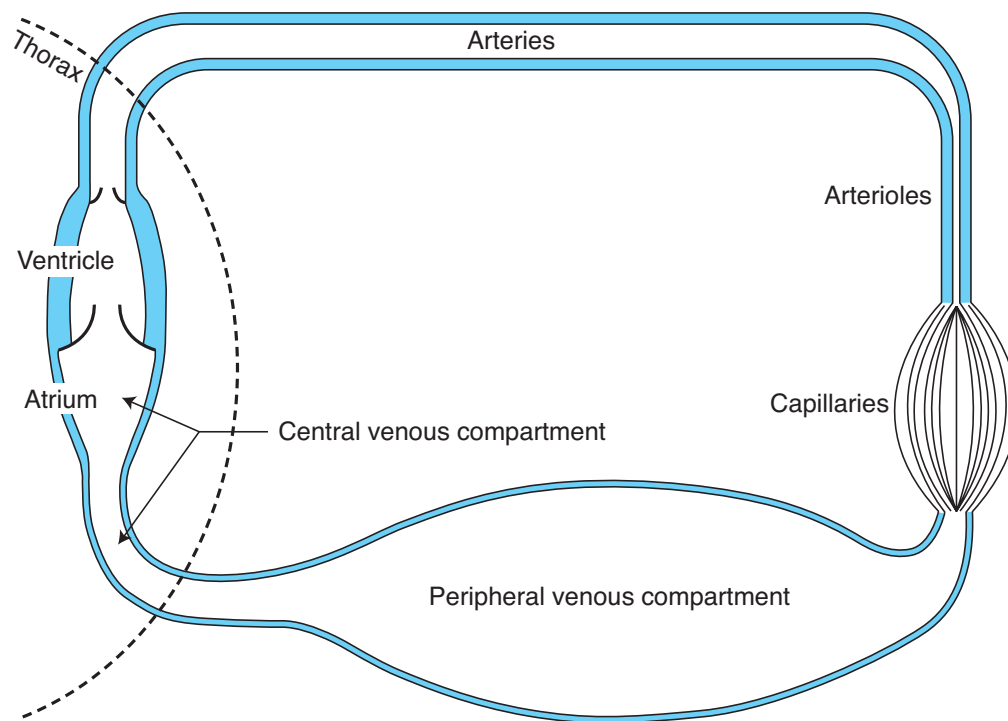 Arteries
Thorax
Arterioles
Ventricle
Atrium
Capillaries
Central venous compartment
Peripheral venous compartment